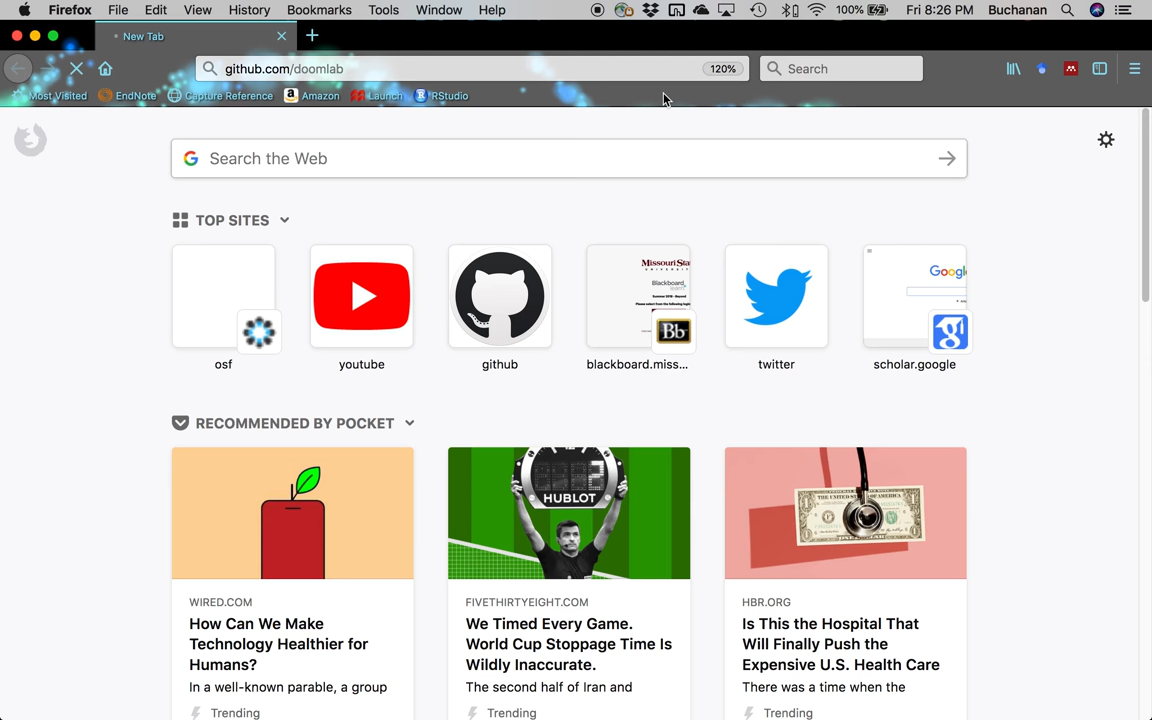 Firefox File Edit View History Bookmarks Tools Window Help 100% Fri 8:26 PM Buchanan
New Tab
github.com/doomlab 120% Search
Most Visited EndNote Capture Reference Amazon Launch RStudio
Search the Web
TOP SITES
Missouri Sta
Blackboard
Googl
Bb
osf youtube github blackboard.miss... twitter scholar.google
RECOMMENDED BY POCKET
HUBLOT
WIRED.COM FIVETHIRTYEIGHT.COM HBR.ORG
How Can We Make We Timed Every Game. Is This the Hospital That
Technology Healthier for World Cup Stoppage Time Is Will Finally Push the
Humans? Wildly Inaccurate. Expensive U.S. Health Care
In a well-known parable, a group The second half of Iran and There was a time when the
Trending Trending Trending